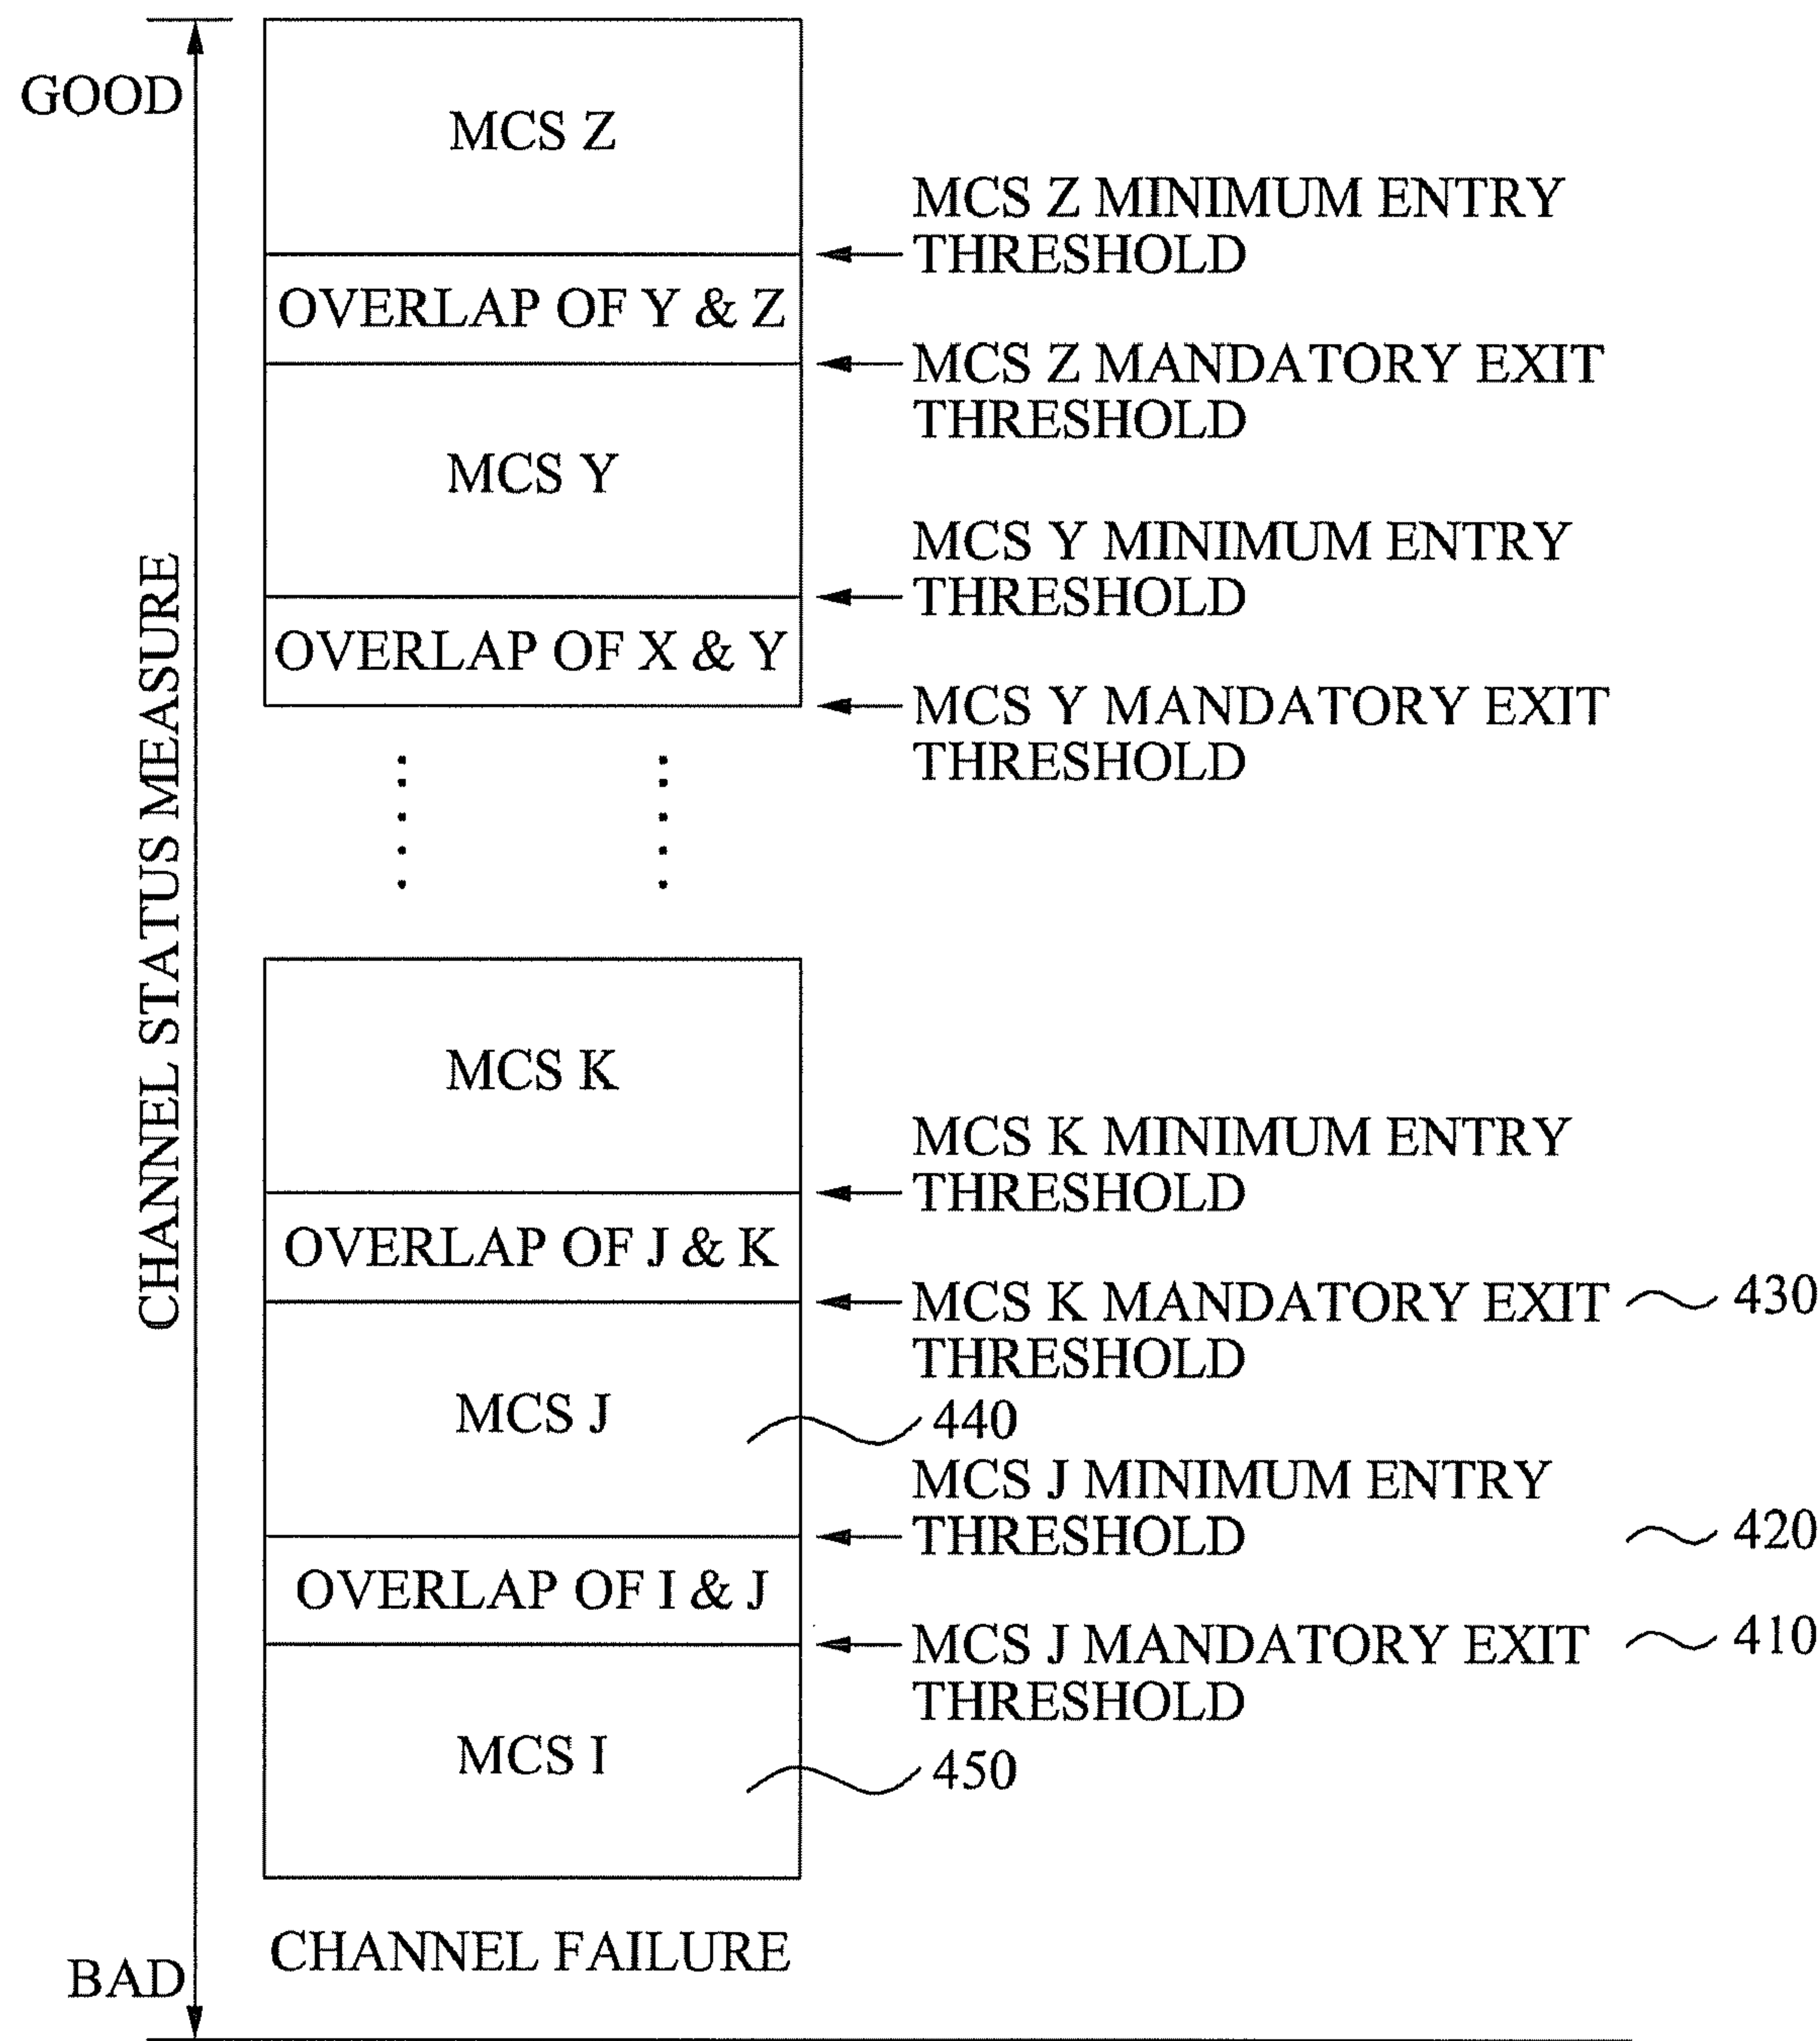 GOOD
MCS Z
MCS Z MINIMUM ENTRY
THRESHOLD
OVERLAP OF Y & Z
MCS Z MANDATORY EXIT
THRESHOLD
MCS Y
MCS Y MINIMUM ENTRY
THRESHOLD
OVERLAP OF X & Y
MCS Y MANDATORY EXIT
THRESHOLD
CHANNEL STATUS MEASURE
MCS K
MCS K MINIMUM ENTRY
THRESHOLD
OVERLAP OF J & K
MCS K MANDATORY EXIT 430
THRESHOLD
MCS J
440
MCS J MINIMUM ENTRY
THRESHOLD 420
OVERLAP OF I & J
MCS J MANDATORY EXIT 410
THRESHOLD
MCS I
450
CHANNEL FAILURE
BAD